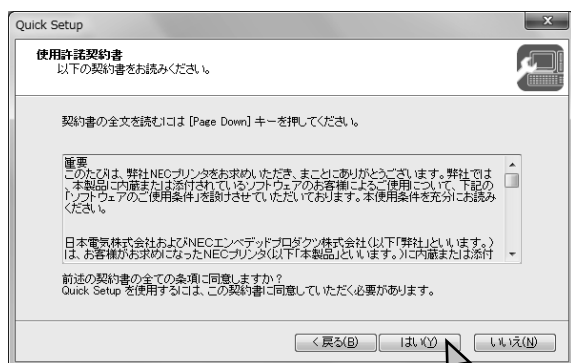 Quick Setup
使用許諾契約書
以下の契約書をお読みください。
契約書の全文を読むには [Page Down] キーを押してください。
重要
このたびは、弊社NECプリンタをお求めいただき、まことにありがとうございます。弊社では
、本製品に内蔵または添付されているソフトウェアのお客様によるご使用について、下記の
「ソフトウェアのご使用条件」を設けさせていただいております。本使用条件を充分にお読み
ください。
日本電気株式会社およびNECエンベデッドプロダクツ株式会社(以下「弊社」といいます。)
は、お客様がお求めになったNECプリンタ(以下「本製品」といいます。)に内蔵または添付
前述の契約書の全ての条項に同意しますか?
Quick Setup を使用するには、この契約書に同意していただく必要があります。
< 戻る(B)
はい(Y)
いいえ(N)